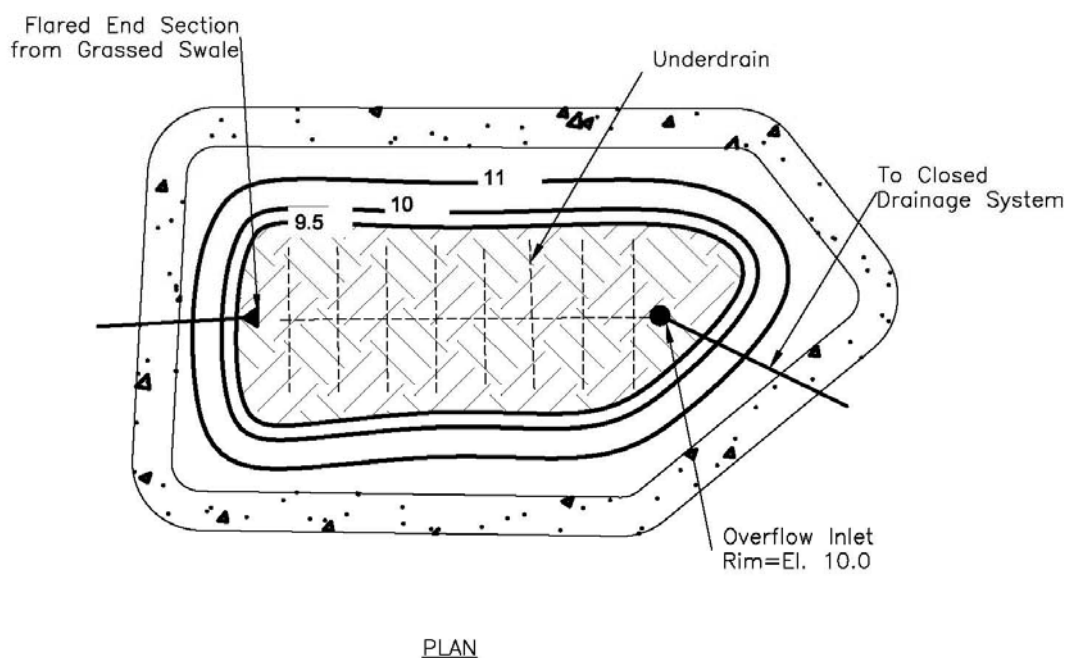 Flared End Section
from Grassed Swale
Underdrain
To Closed
Drainage System
11
10
9.5
Overflow Inlet
Rim=El. 10.0
PLAN